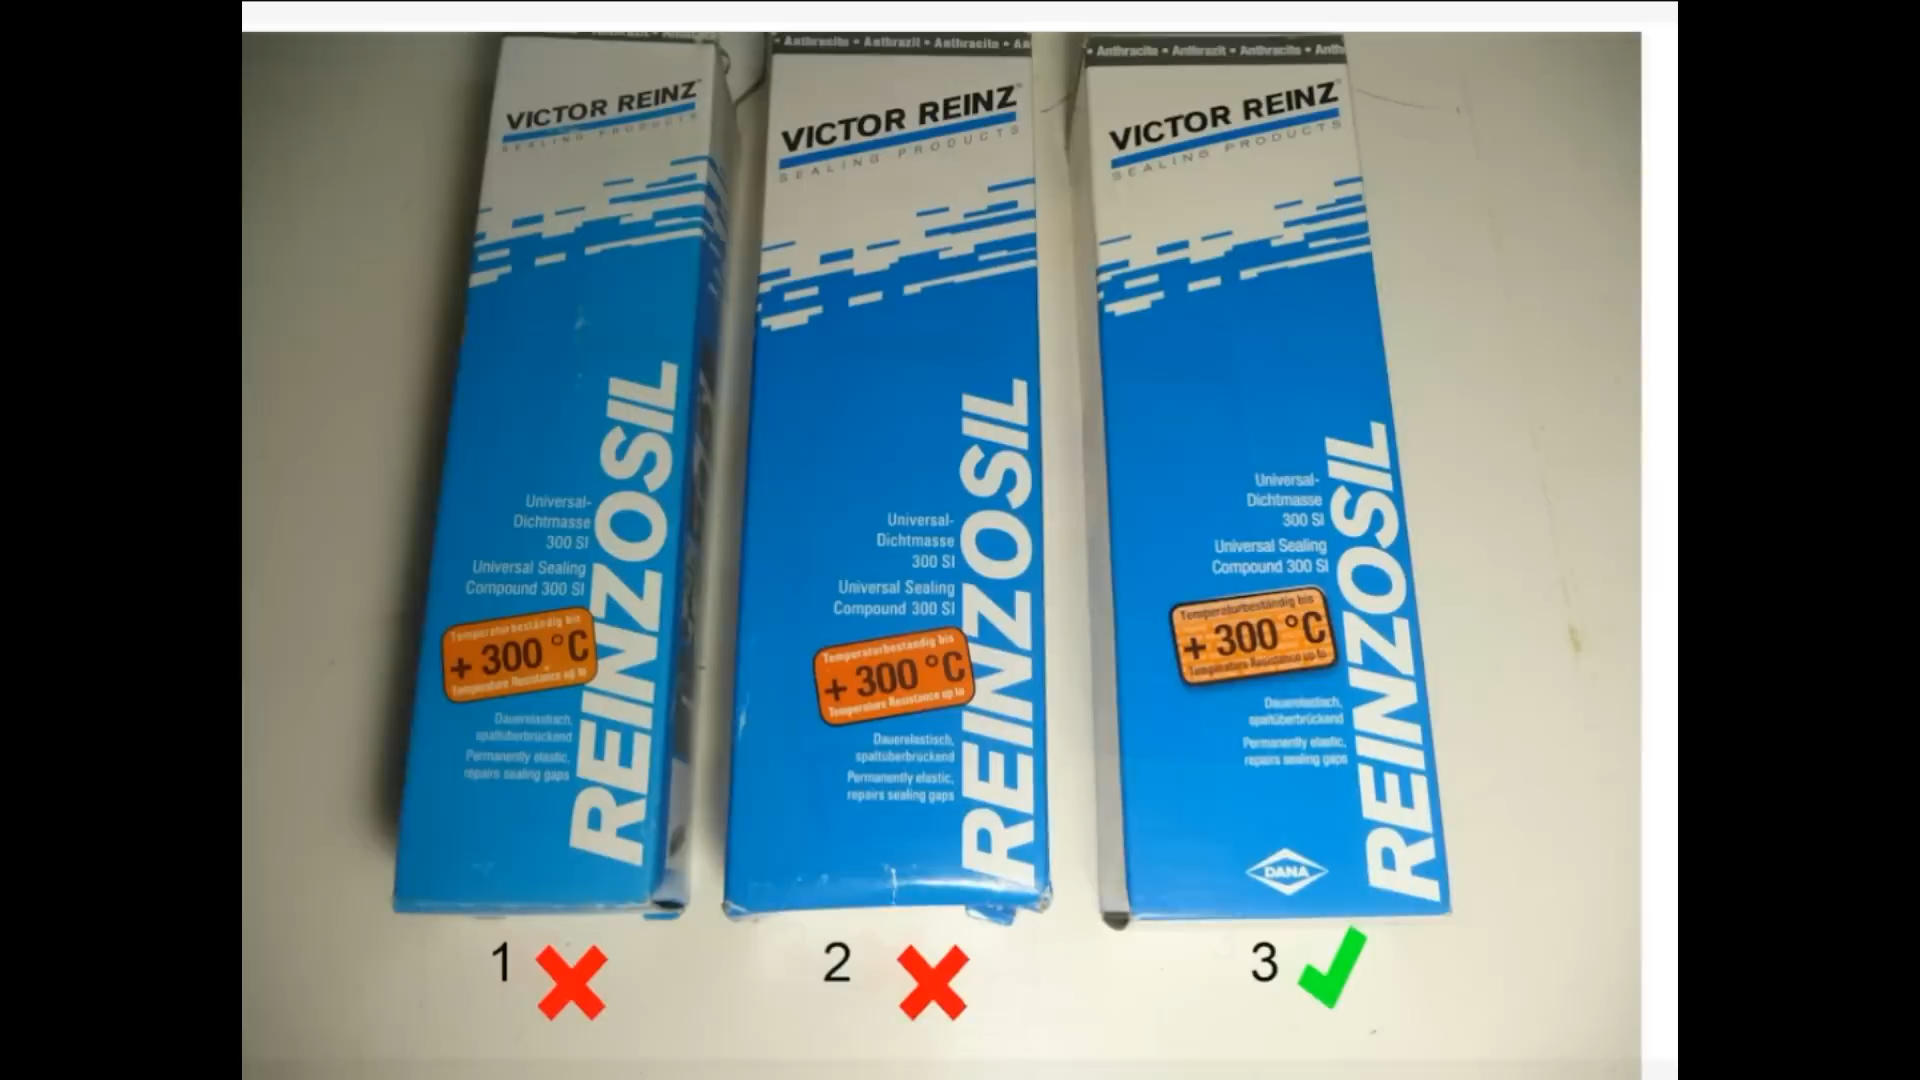 Anthrazit • Anthraci
VICTOR REINZ
SEALING PRODUCTS
REINZOSIL
Universal-
Dichtmasse
300 SI
Universal Sealing
Compound 300 SI
Temperaturbeständig bis
+ 300 °C
Temperature Resistance up to
Dauerelastisch,
spaltüberbrückend
Permanently elastic,
repairs sealing gaps
1
• Anthracite • Anthrazit • Anthracite • An
VICTOR REINZ
SEALING PRODUCTS
REINZOSIL
Universal-
Dichtmasse
300 SI
Universal Sealing
Compound 300 SI
Temperaturbeständig bis
+ 300 °C
Temperature Resistance up to
Dauerelastisch,
spaltüberbrückend
Permanently elastic,
repairs sealing gaps
2
• Anthracite • Anthrazit • Anthracite • Anth
VICTOR REINZ
SEALING PRODUCTS
REINZOSIL
Universal-
Dichtmasse
300 SI
Universal Sealing
Compound 300 SI
Temperaturbeständig bis
+ 300 °C
Temperature Resistance up to
Dauerelastisch,
spaltüberbrückend
Permanently elastic,
repairs sealing gaps
DANA
3